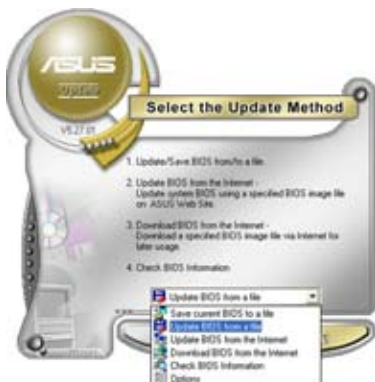 ASUS
Update
V5.27.01
Select the Update Method
1. Update/Save BIOS from/to a file
2. Update BIOS from the Internet -
Update system BIOS using a specified BIOS image file
on ASUS Web Site.
3. Download BIOS from the Internet -
Download a specified BIOS image file via Internet for
later usage.
4. Check BIOS Information
Update BIOS from a file
Save current BIOS to a file
Update BIOS from a file
Update BIOS from the Internet
Download BIOS from the Internet
Check BIOS Information
Options